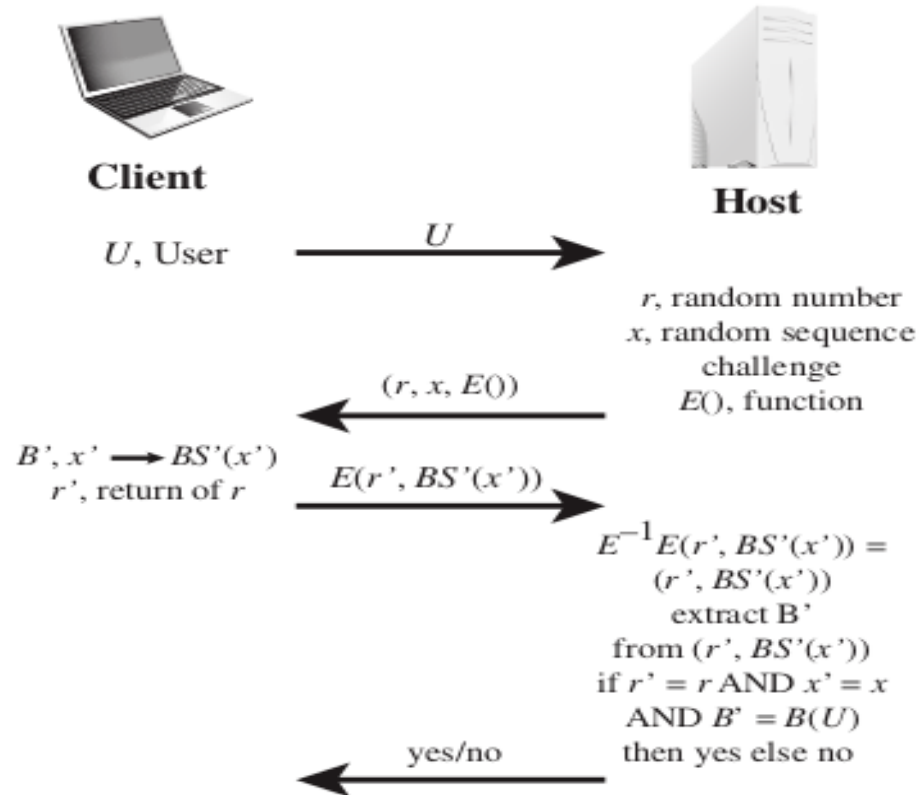 Client
Host
U, User
U
r, random number
x, random sequence
challenge
E(), function
(r, x, E())
B’, x’ → BS’(x’)
r’, return of r
E(r’, BS’(x’))
E⁻¹E(r’, BS’(x’)) =
(r’, BS’(x’))
extract B’
from (r’, BS’(x’))
if r’ = r AND x’ = x
AND B’ = B(U)
then yes else no
yes/no